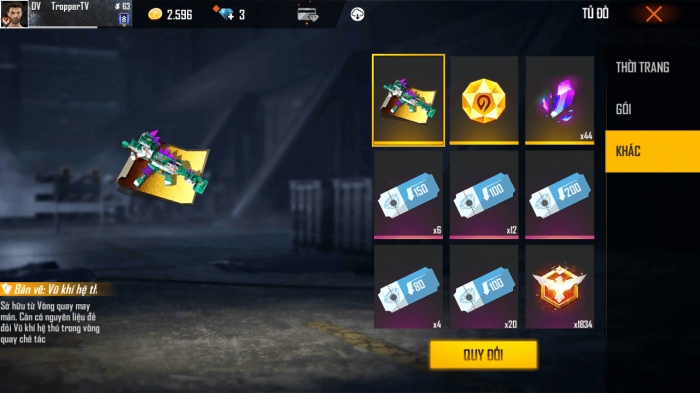 DV TropperTV # 63
2.596
+ 3
TỦ ĐỒ
THỜI TRANG
GÓI
KHÁC
x44
150
x6
100
x12
200
80
x4
100
x20
x1834
Bản vẽ: Vũ khí hệ th
Sở hữu từ Vòng quay may
mắn. Cần có nguyên liệu để
đổi Vũ khí hệ thú trong vòng
quay chế tác
QUY ĐỔI